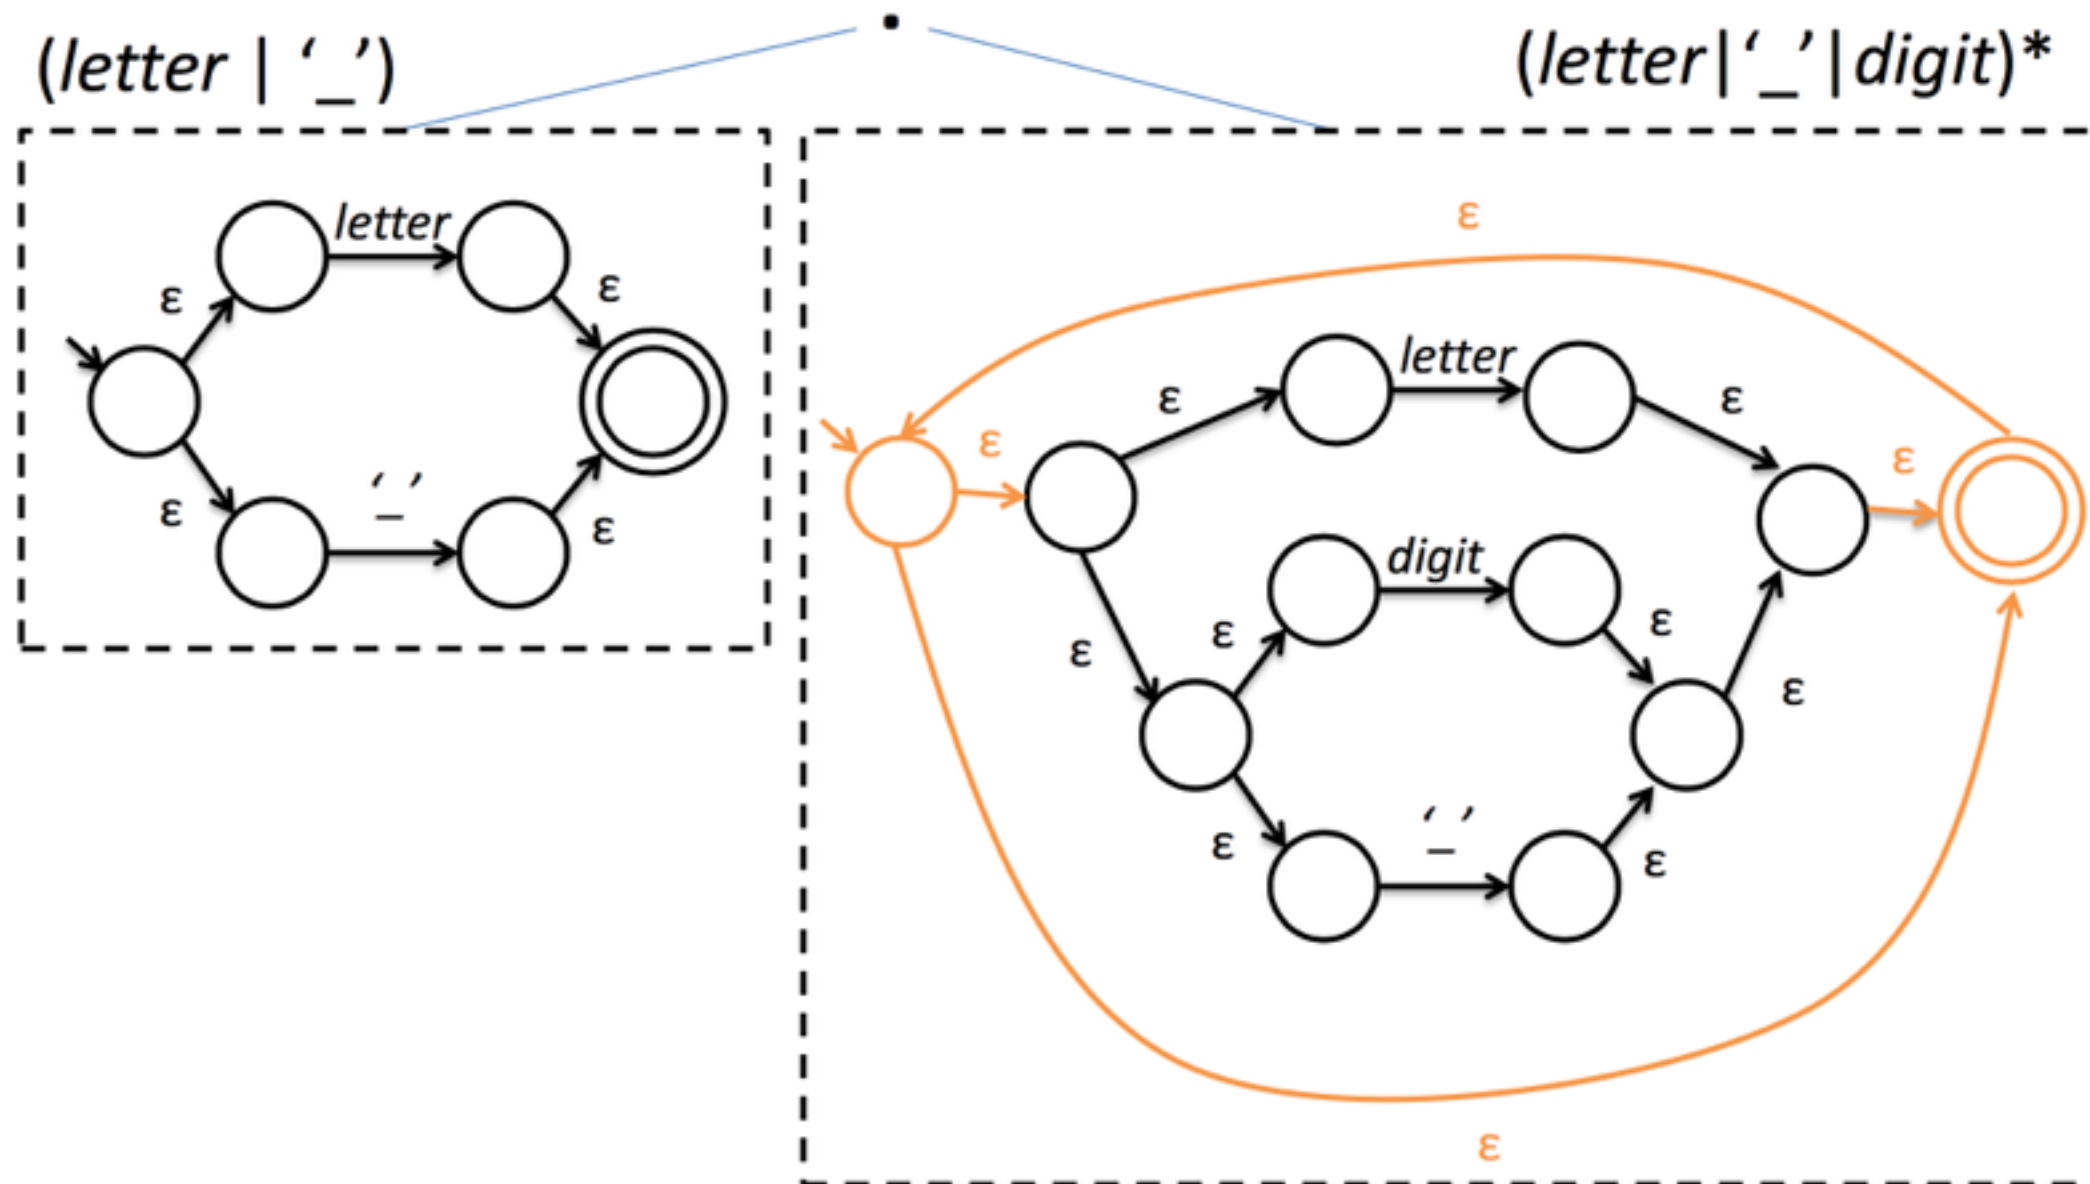 (letter | ‘_’)
.
(letter|‘_’|digit)*
letter
ε
ε
ε
‘_’
ε
ε
letter
ε
ε
ε
ε
digit
ε
ε
ε
ε
‘_’
ε
ε
ε